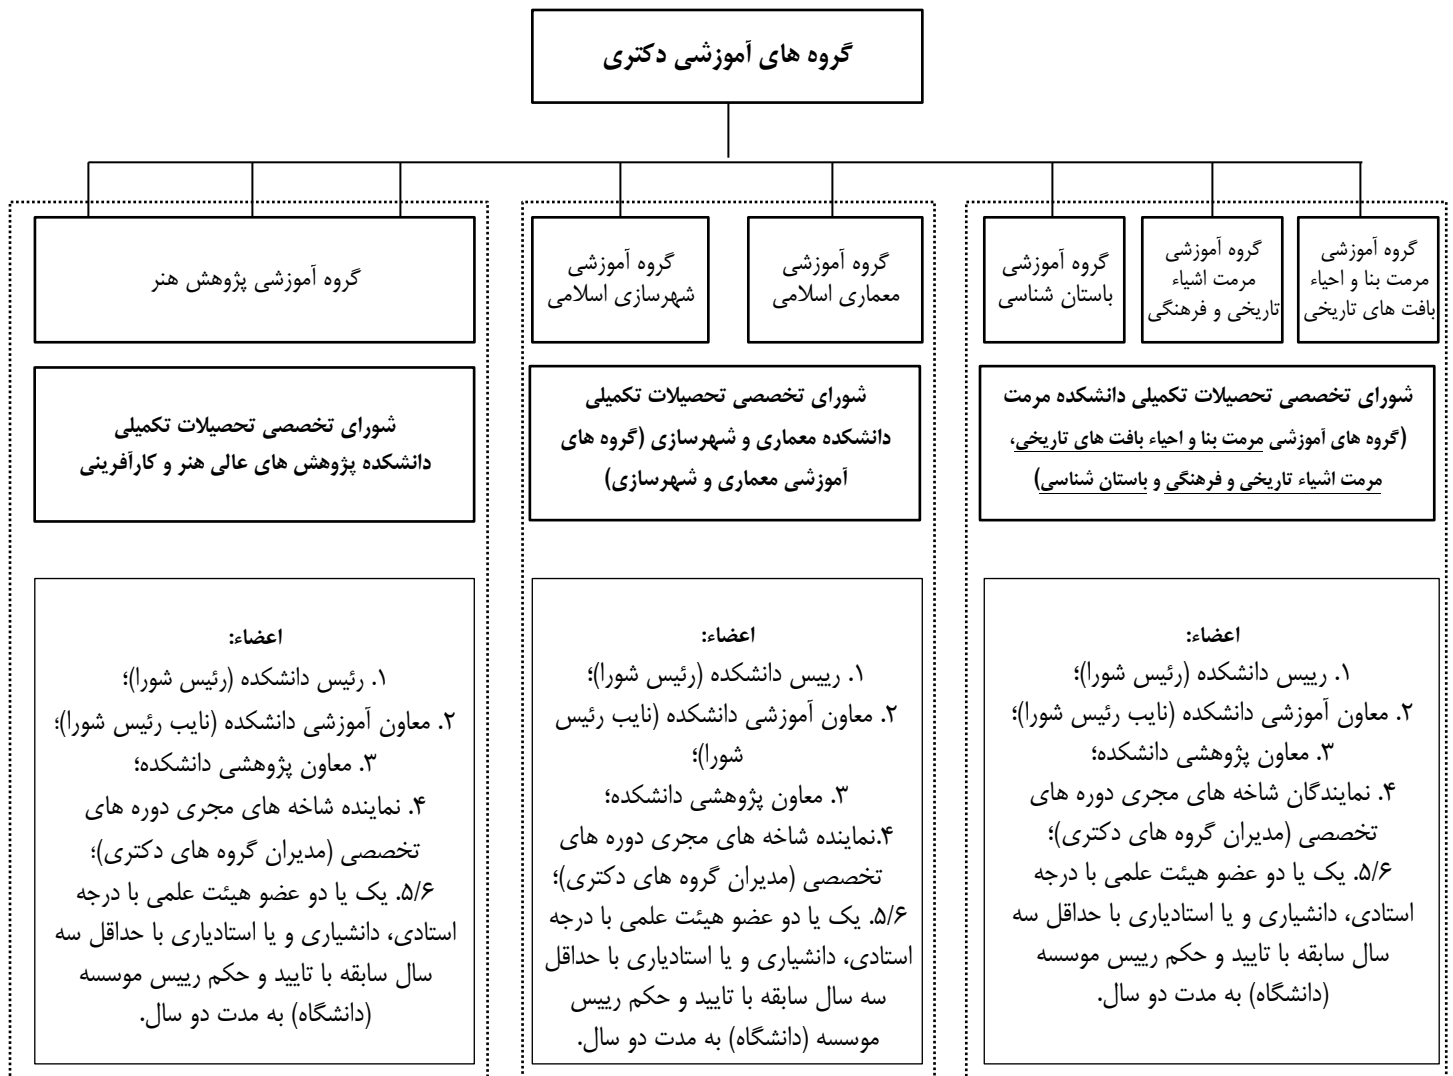 گروه های آموزشی دکتری
گروه آموزشی
مرمت بنا و احیاء
بافت های تاریخی
گروه آموزشی
مرمت اشیاء
تاریخی و فرهنگی
گروه آموزشی
باستان شناسی
گروه آموزشی
معماری اسلامی
گروه آموزشی
شهرسازی اسلامی
گروه آموزشی پژوهش هنر
شورای تخصصی تحصیلات تکمیلی دانشکده مرمت
(گروه های آموزشی مرمت بنا و احیاء بافت های تاریخی،
مرمت اشیاء تاریخی و فرهنگی و باستان شناسی)
شورای تخصصی تحصیلات تکمیلی
دانشکده معماری و شهرسازی (گروه های
آموزشی معماری و شهرسازی)
شورای تخصصی تحصیلات تکمیلی
دانشکده پژوهش های عالی هنر و کارآفرینی
اعضاء:
۱. رییس دانشکده (رئیس شورا)؛
۲. معاون آموزشی دانشکده (نایب رئیس شورا)؛
۳. معاون پژوهشی دانشکده؛
۴. نمایندگان شاخه های مجری دوره های
تخصصی (مدیران گروه های دکتری)؛
۵/۶. یک یا دو عضو هیئت علمی با درجه
استادی، دانشیاری و یا استادیاری با حداقل سه
سال سابقه با تایید و حکم رییس موسسه
(دانشگاه) به مدت دو سال.
اعضاء:
۱. رییس دانشکده (رئیس شورا)؛
۲. معاون آموزشی دانشکده (نایب رئیس
شورا)؛
۳. معاون پژوهشی دانشکده؛
۴.نماینده شاخه های مجری دوره های
تخصصی (مدیران گروه های دکتری)؛
۵/۶. یک یا دو عضو هیئت علمی با درجه
استادی، دانشیاری و یا استادیاری با حداقل
سه سال سابقه با تایید و حکم رییس
موسسه (دانشگاه) به مدت دو سال.
اعضاء:
۱. رئیس دانشکده (رئیس شورا)؛
۲. معاون آموزشی دانشکده (نایب رئیس شورا)؛
۳. معاون پژوهشی دانشکده؛
۴. نماینده شاخه های مجری دوره های
تخصصی (مدیران گروه های دکتری)؛
۵/۶. یک یا دو عضو هیئت علمی با درجه
استادی، دانشیاری و یا استادیاری با حداقل سه
سال سابقه با تایید و حکم رییس موسسه
(دانشگاه) به مدت دو سال.